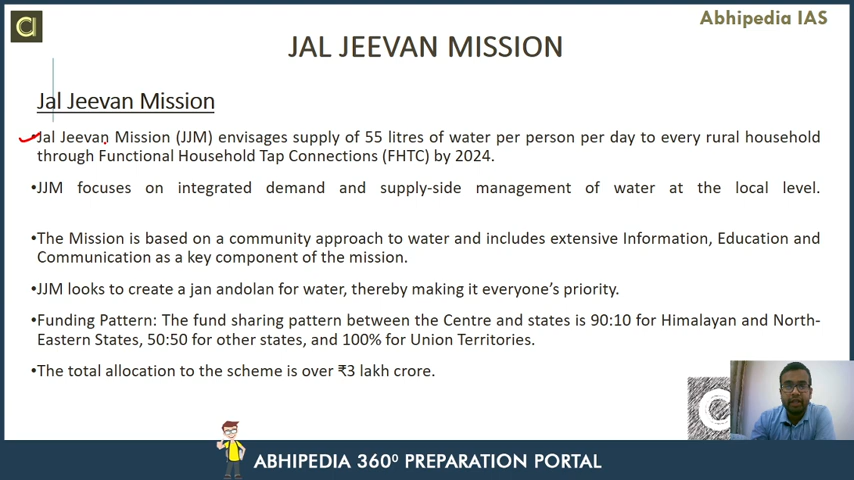 Abhipedia IAS
JAL JEEVAN MISSION
Jal Jeevan Mission
•Jal Jeevan Mission (JJM) envisages supply of 55 litres of water per person per day to every rural household
through Functional Household Tap Connections (FHTC) by 2024.
•JJM focuses on integrated demand and supply-side management of water at the local level.
•The Mission is based on a community approach to water and includes extensive Information, Education and
Communication as a key component of the mission.
•JJM looks to create a jan andolan for water, thereby making it everyone’s priority.
•Funding Pattern: The fund sharing pattern between the Centre and states is 90:10 for Himalayan and North-
Eastern States, 50:50 for other states, and 100% for Union Territories.
•The total allocation to the scheme is over ₹3 lakh crore.
ABHIPEDIA 360⁰ PREPARATION PORTAL